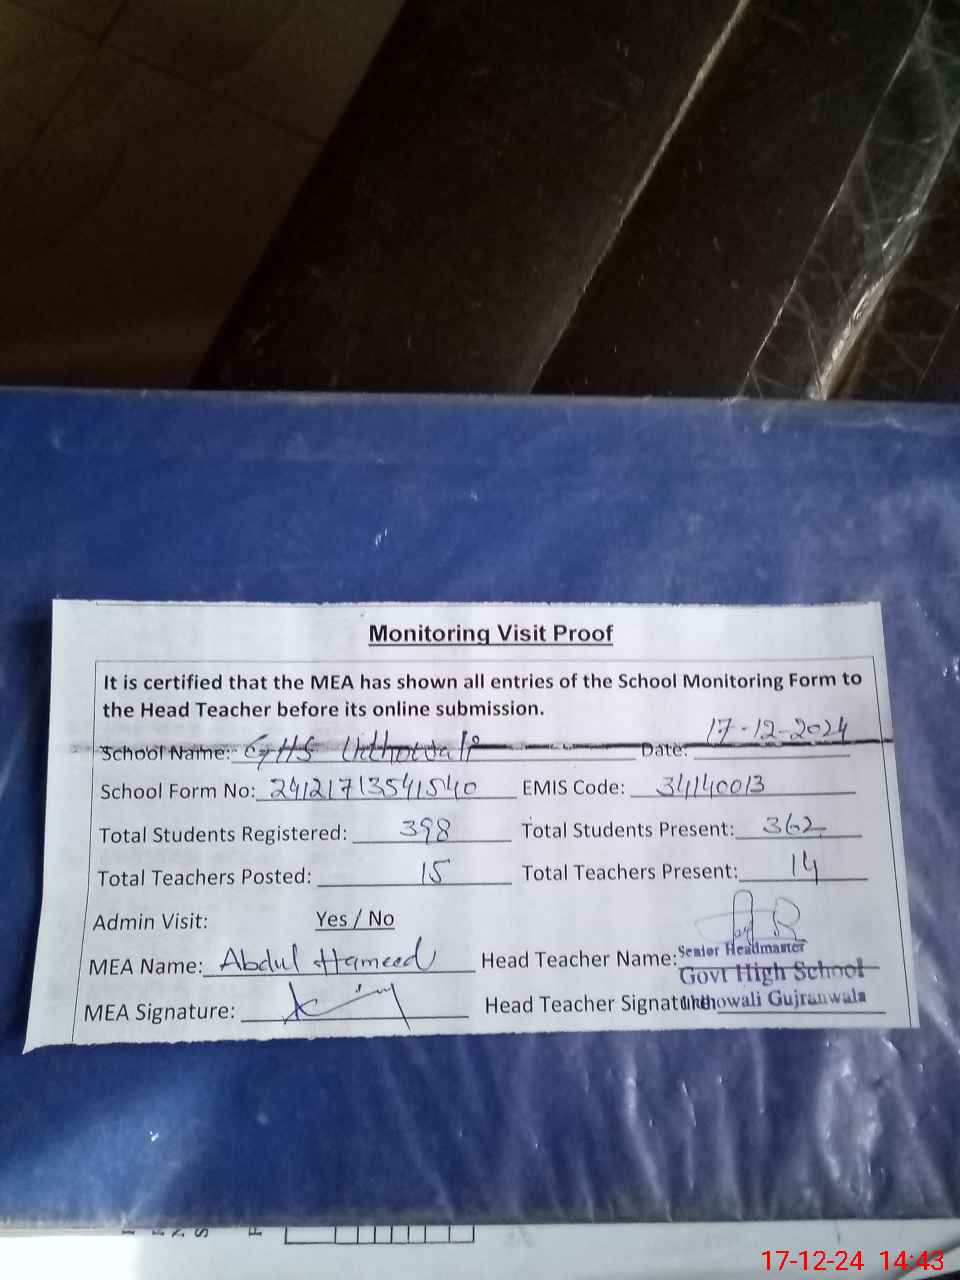 Monitoring Visit Proof
It is certified that the MEA has shown all entries of the School Monitoring Form to
the Head Teacher before its online submission.
School Name: GHS Uthowali Date: 17-12-2024
School Form No: 24121713541540 EMIS Code: 34140013
Total Students Registered: 398 Total Students Present: 362
Total Teachers Posted: 15 Total Teachers Present: 14
Admin Visit: Yes / No
MEA Name: Abdul Hameed Head Teacher Name: Senior Headmaster
Govt High School
MEA Signature: Head Teacher Signature: Gujranwala
17-12-24 14:43